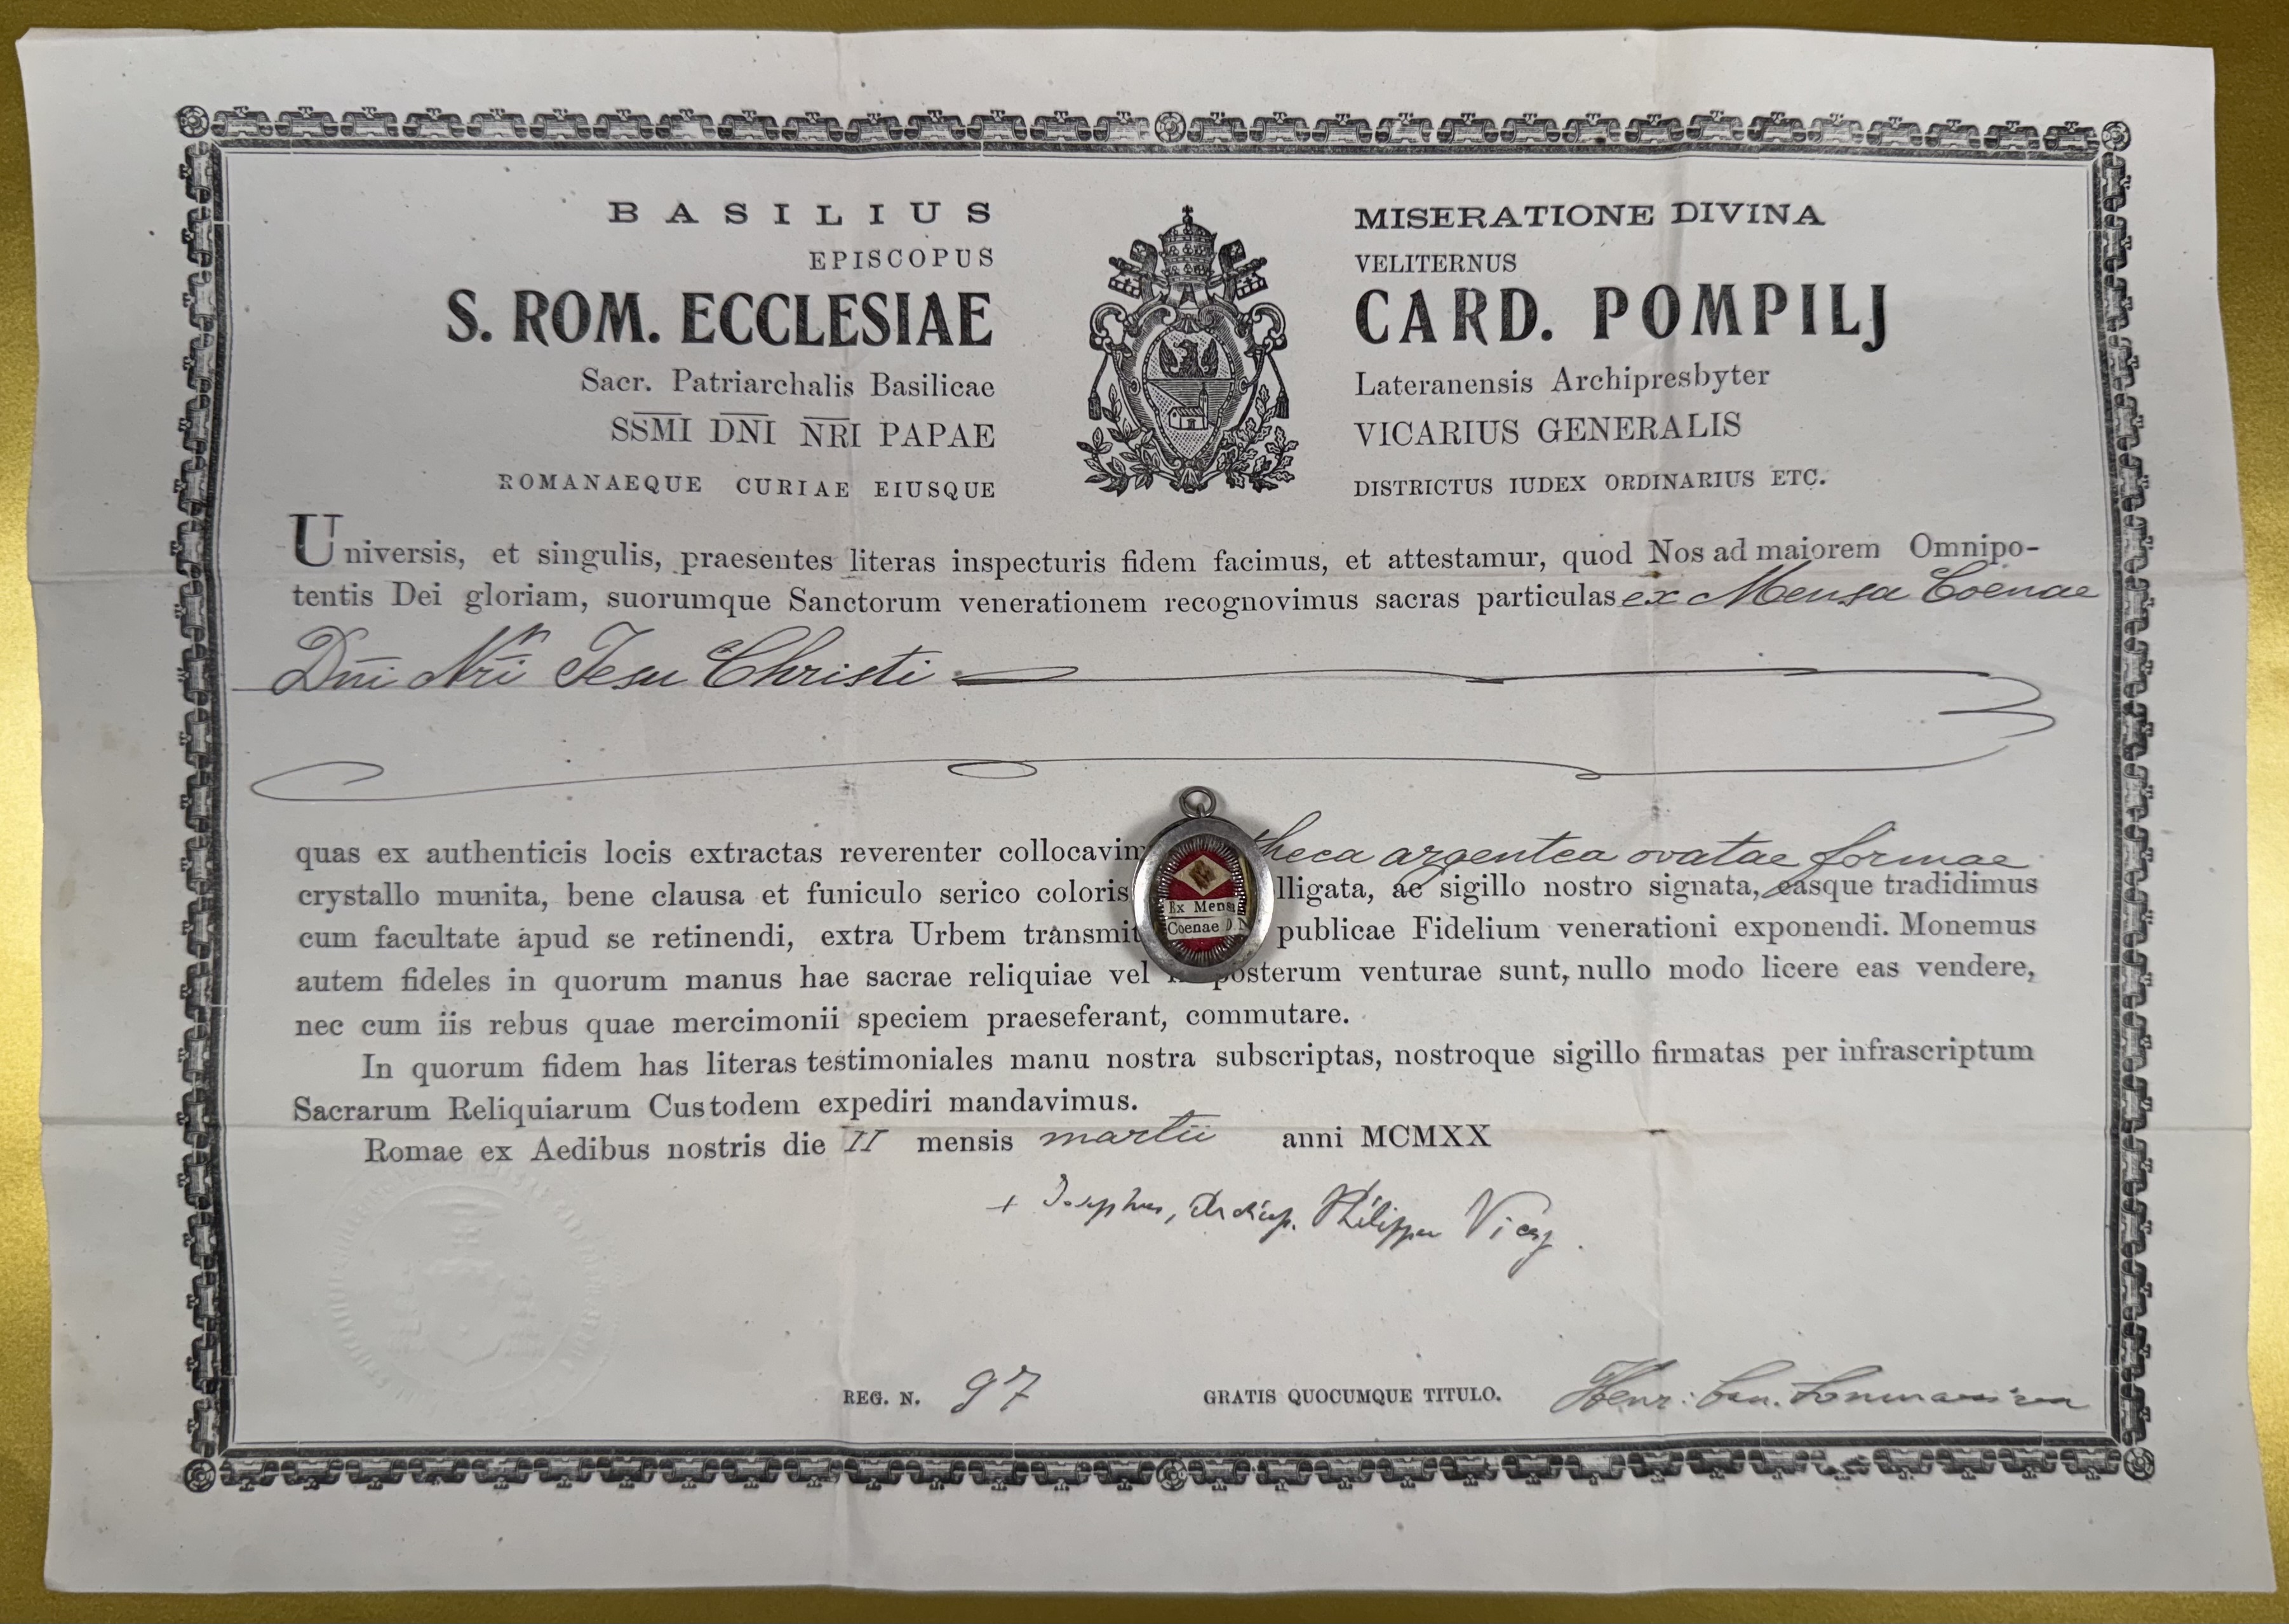 BASILIUS MISERATIONE DIVINA
EPISCOPUS VELITERNUS
S. ROM. ECCLESIAE CARD. POMPILJ
Sacr. Patriarchalis Basilicae Lateranensis Archipresbyter
SSMI DNI NRI PAPAE VICARIUS GENERALIS
ROMANAEQUE CURIAE EIUSQUE DISTRICTUS IUDEX ORDINARIUS ETC.
Universis, et singulis, praesentes literas inspecturis fidem facimus, et attestamur, quod Nos ad maiorem Omnipo-
tentis Dei gloriam, suorumque Sanctorum venerationem recognovimus sacras particulas ex Mensa Coenae
Dni Nri Jesu Christi
quas ex authenticis locis extractas reverenter collocavim heca argentea ovatae formae
crystallo munita, bene clausa et funiculo serico coloris lligata, ac sigillo nostro signata, easque tradidimus
cum facultate apud se retinendi, extra Urbem transmit publicae Fidelium venerationi exponendi. Monemus
autem fideles in quorum manus hae sacrae reliquiae vel posterum venturae sunt, nullo modo licere eas vendere,
nec cum iis rebus quae mercimonii speciem praeseferant, commutare.
In quorum fidem has literas testimoniales manu nostra subscriptas, nostroque sigillo firmatas per infrascriptum
Sacrarum Reliquiarum Custodem expediri mandavimus.
Romae ex Aedibus nostris die II mensis martii anni MCMXX
+ Josephus, Archiep. Philippen Vicesg.
REG. N. 97 GRATIS QUOCUMQUE TITULO. Henr: Can.
Ex Mensa
Coenae D. N